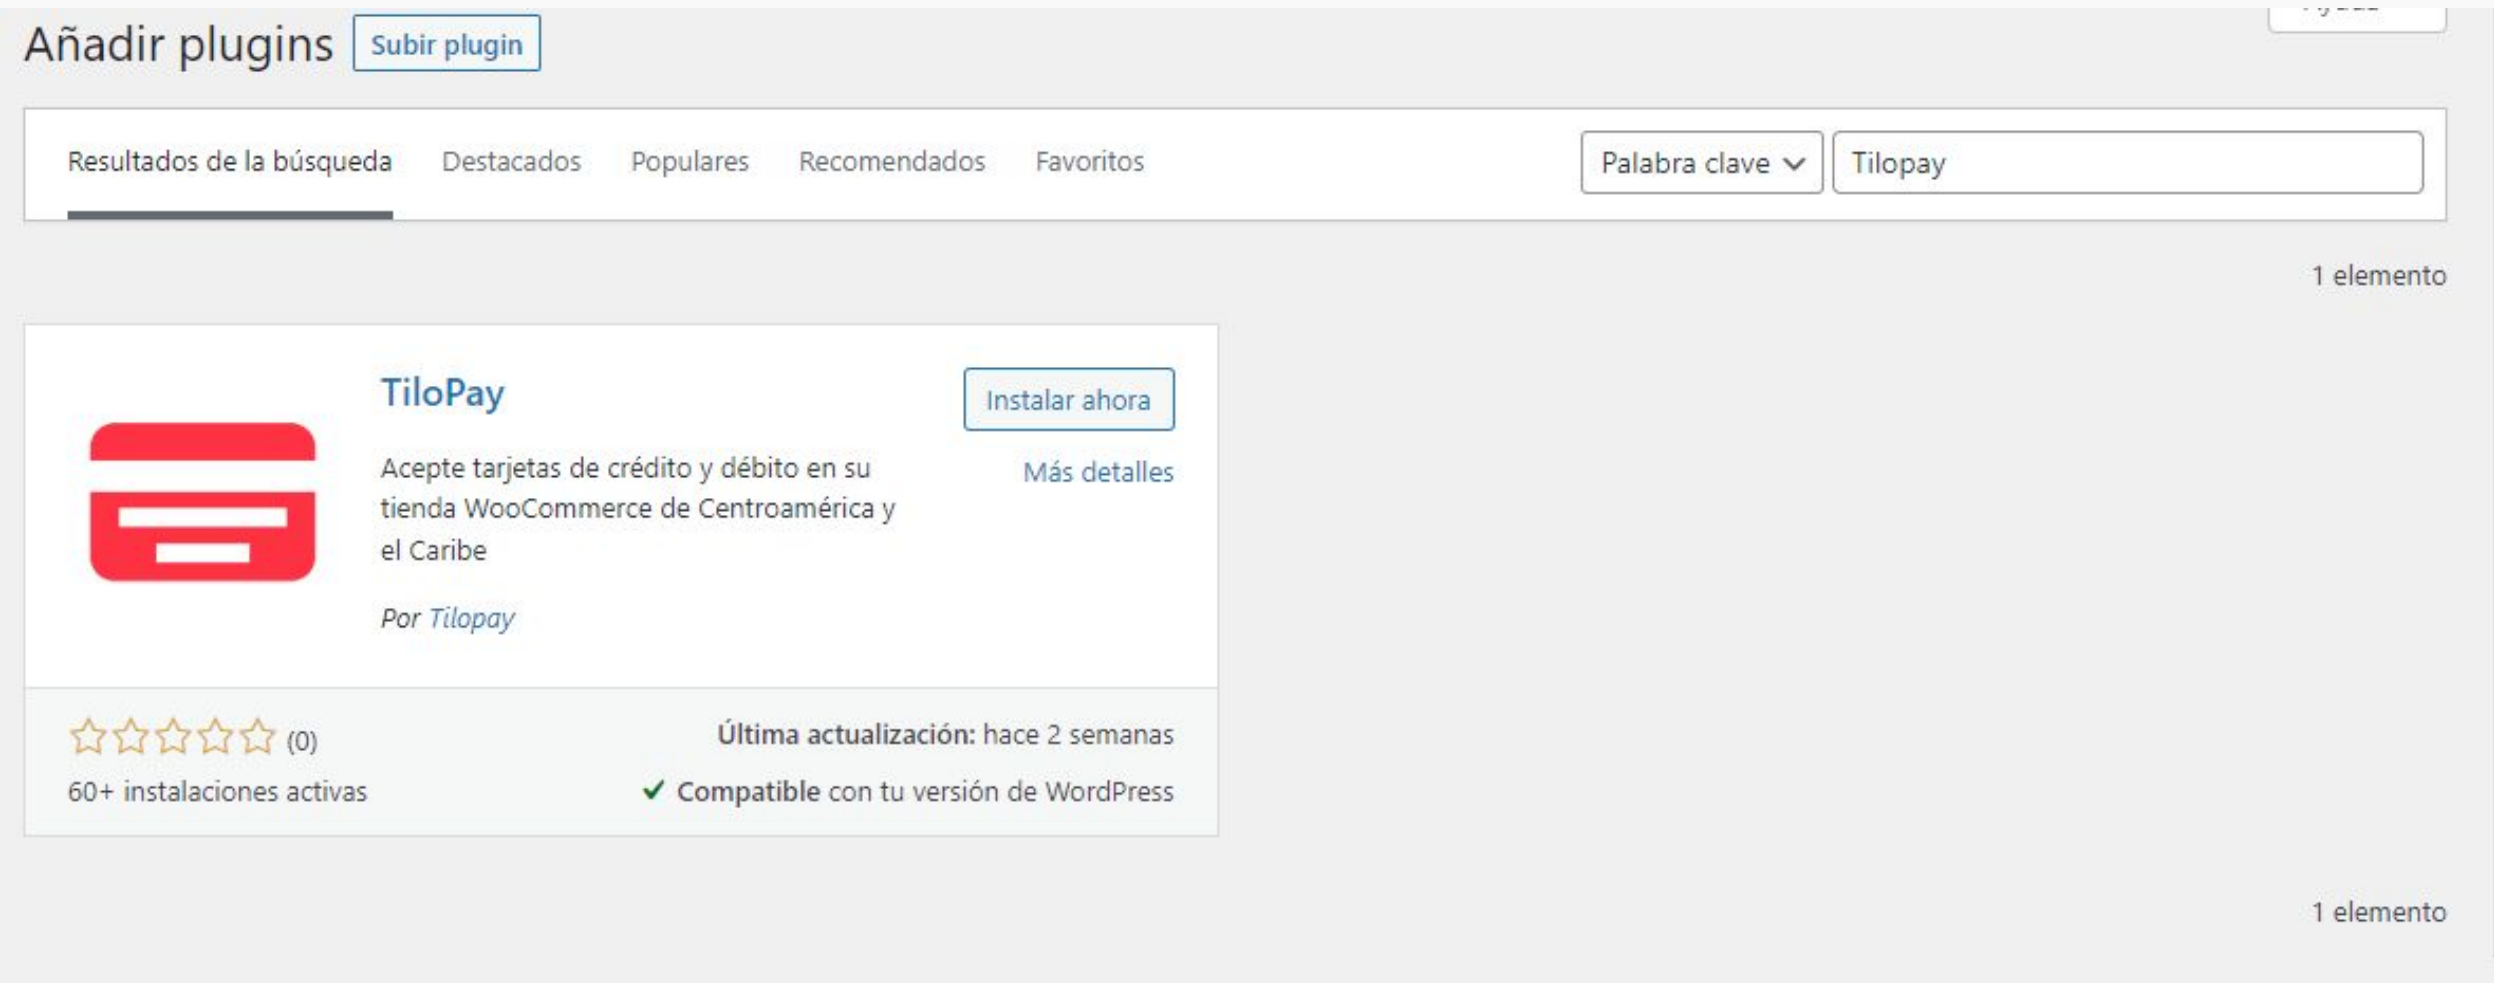 Añadir plugins Subir plugin
Resultados de la búsqueda Destacados Populares Recomendados Favoritos Palabra clave Tilopay
1 elemento
TiloPay
Instalar ahora
Acepte tarjetas de crédito y débito en su
tienda WooCommerce de Centroamérica y
el Caribe
Más detalles
Por Tilopay
(0)
Última actualización: hace 2 semanas
60+ instalaciones activas
Compatible con tu versión de WordPress
1 elemento